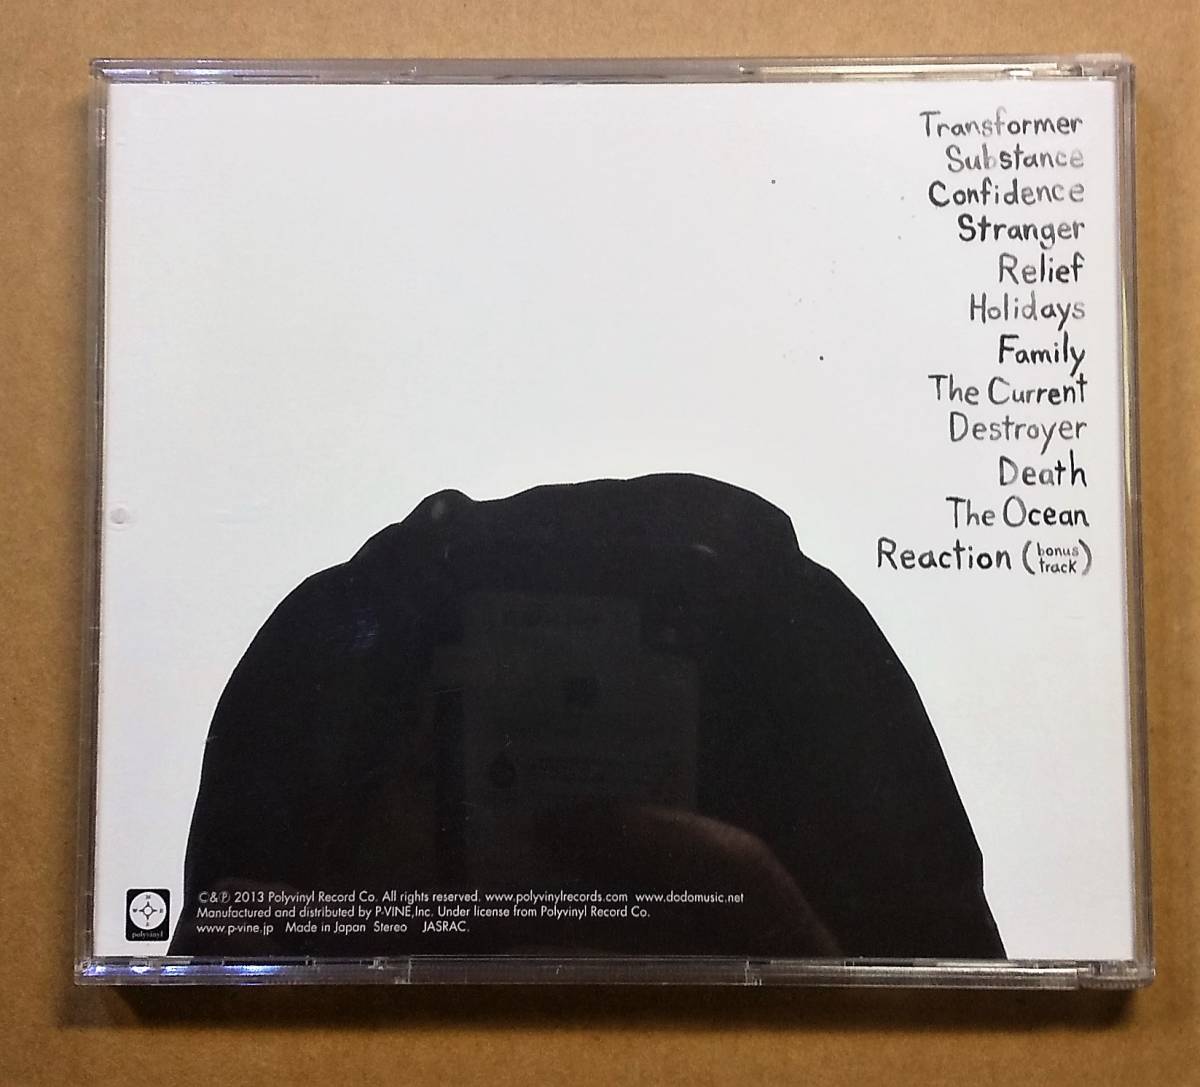 Transformer
Substance
Confidence
Stranger
Relief
Holidays
Family
The Current
Destroyer
Death
The Ocean
Reaction (bonus track)
©&℗ 2013 Polyvinyl Record Co. All rights reserved. www.polyvinylrecords.com www.dodomusic.net
Manufactured and distributed by P-VINE,Inc. Under license from Polyvinyl Record Co.
www.p-vine.jp Made in Japan Stereo JASRAC.
polyvinyl